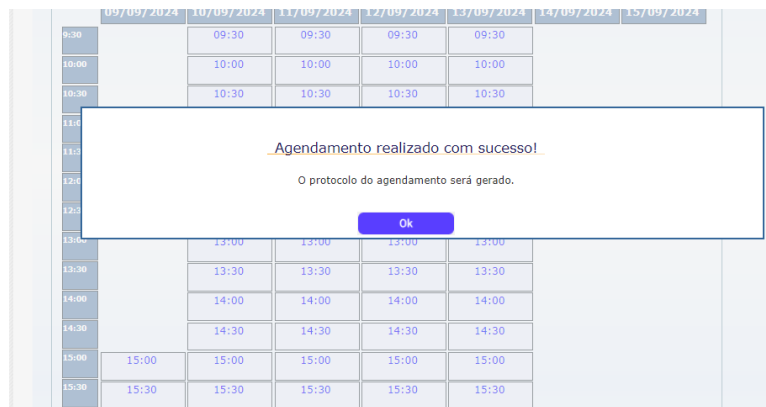 09/09/2024 10/09/2024 11/09/2024 12/09/2024 13/09/2024 14/09/2024 15/09/2024
9:30 09:30 09:30 09:30 09:30
10:00 10:00 10:00 10:00 10:00
10:30 10:30 10:30 10:30 10:30
Agendamento realizado com sucesso!
O protocolo do agendamento será gerado.
Ok
13:00 13:00 13:00 13:00 13:00
13:30 13:30 13:30 13:30 13:30
14:00 14:00 14:00 14:00 14:00
14:30 14:30 14:30 14:30 14:30
15:00 15:00 15:00 15:00 15:00 15:00
15:30 15:30 15:30 15:30 15:30 15:30